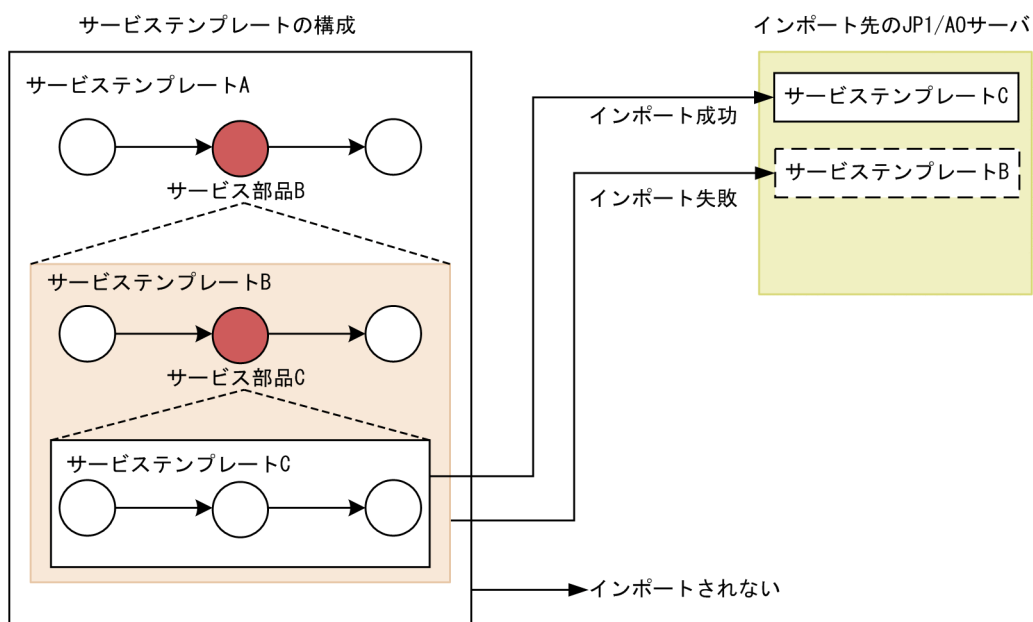 サービステンプレートの構成
インポート先のJP1/AOサーバ
サービステンプレートA
サービス部品B
サービステンプレートB
サービス部品C
サービステンプレートC
インポート成功
サービステンプレートC
インポート失敗
サービステンプレートB
インポートされない